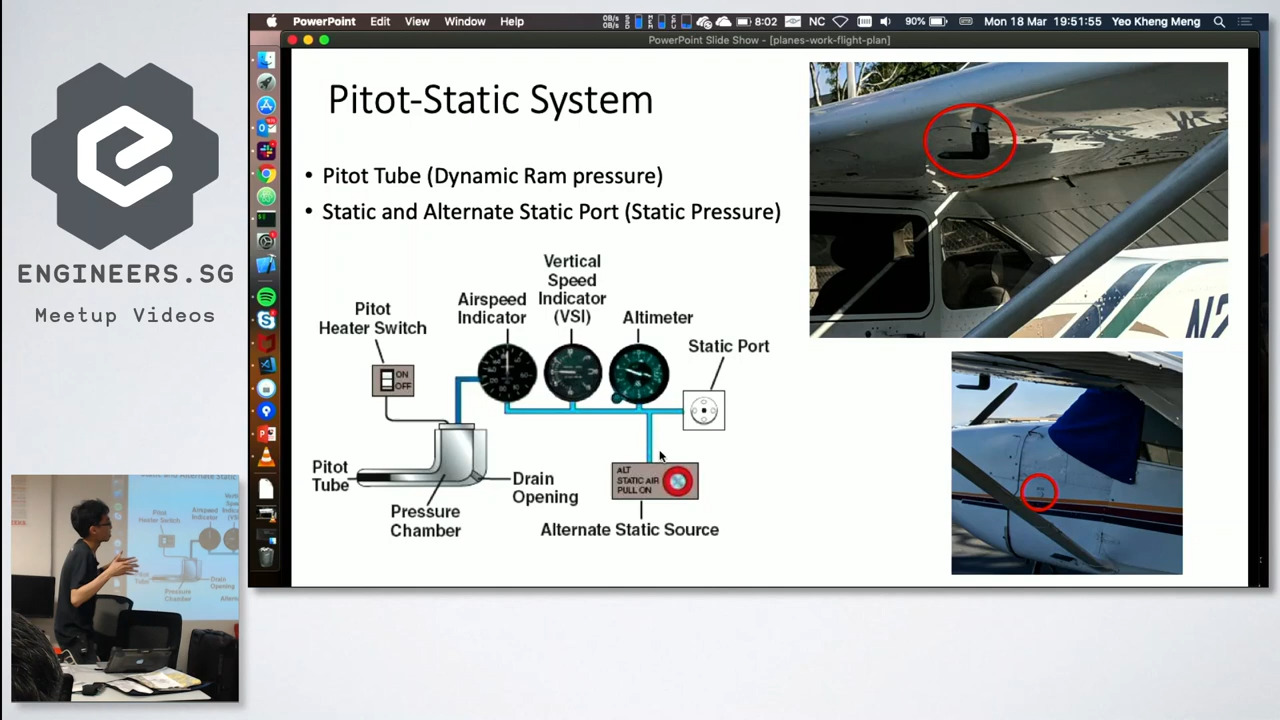 PowerPoint Edit View Window Help
8:02 NC 90% Mon 18 Mar 19:51:55 Yeo Kheng Meng
PowerPoint Slide Show - [planes-work-flight-plan]
ENGINEERS.SG
Meetup Videos
Pitot-Static System
• Pitot Tube (Dynamic Ram pressure)
• Static and Alternate Static Port (Static Pressure)
Pitot
Heater Switch
ON
OFF
Airspeed
Indicator
Vertical
Speed
Indicator
(VSI)
Altimeter
Static Port
Pitot
Tube
Pressure
Chamber
Drain
Opening
ALT
STATIC AIR
PULL ON
Alternate Static Source